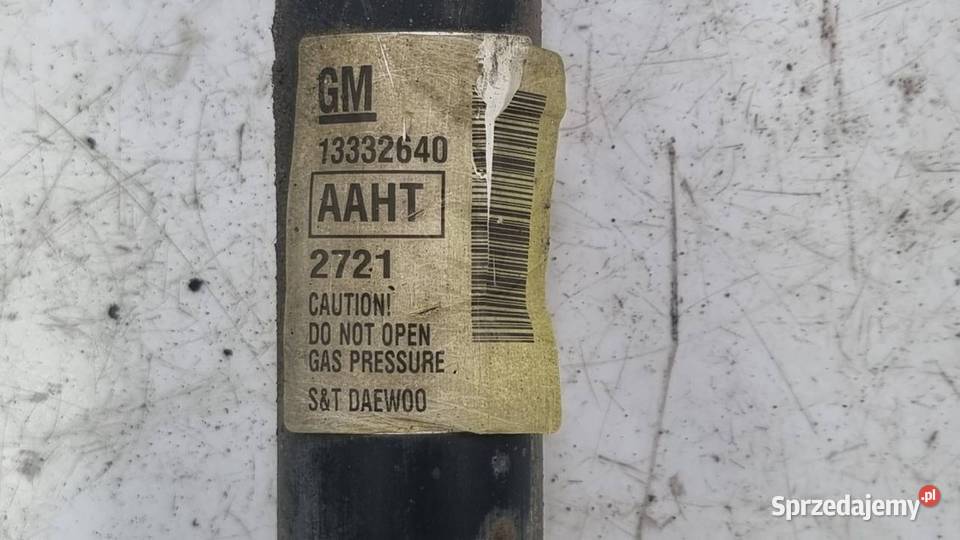 GM
13332640
AAHT
2721
CAUTION!
DO NOT OPEN
GAS PRESSURE
S&T DAEWOO
Sprzedajemy.pl